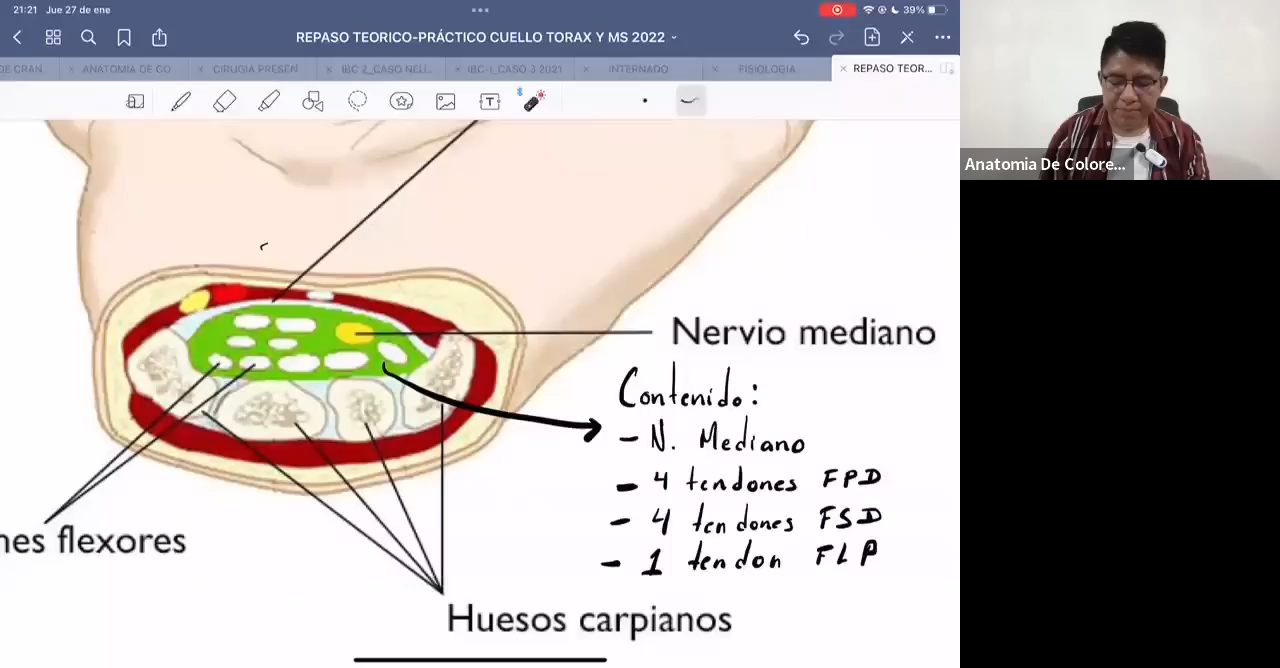 21:21 Jue 27 de ene
39%
REPASO TEORICO-PRÁCTICO CUELLO TORAX Y MS 2022
DE CRAN
ANATOMIA DE CO
CIRUGIA PRESEN
IBC 2_CASO NEU...
IBC-I_CASO 3 2021
INTERNADO
FISIOLOGIA
REPASO TEOR...
Anatomia De Colore...
Nervio mediano
Contenido:
- N. Mediano
- 4 tendones FPD
- 4 tendones FSD
- 1 tendon FLP
nes flexores
Huesos carpianos